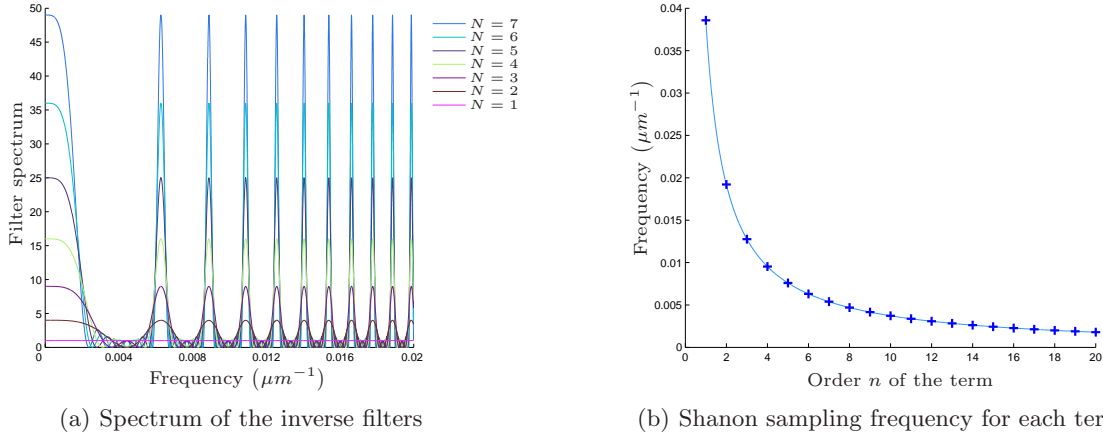 50
45
40
35
30
25
20
15
10
5
0
Filter spectrum
0 0.004 0.008 0.012 0.016 0.02
Frequency (μm⁻¹)
N = 7
N = 6
N = 5
N = 4
N = 3
N = 2
N = 1
(a) Spectrum of the inverse filters
0.04
0.035
0.03
0.025
0.02
0.015
0.01
0.005
0
Frequency (μm⁻¹)
0 2 4 6 8 10 12 14 16 18 20
Order n of the term
(b) Shanon sampling frequency for each ter